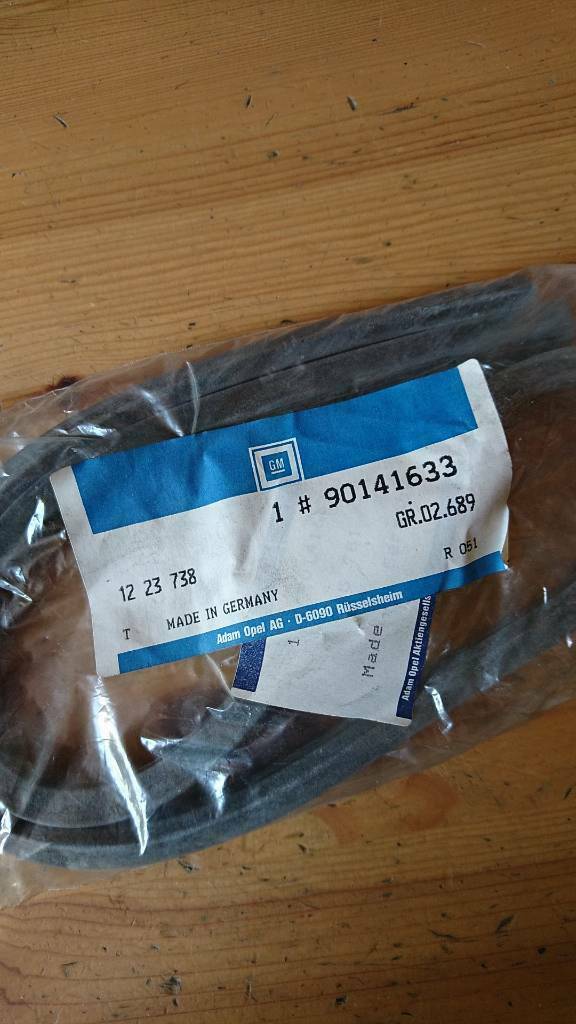 GM
1 # 90141633
GR.02.689
12 23 738
R 051
T MADE IN GERMANY
Adam Opel AG · D-6090 Rüsselsheim
1
Made
Adam Opel